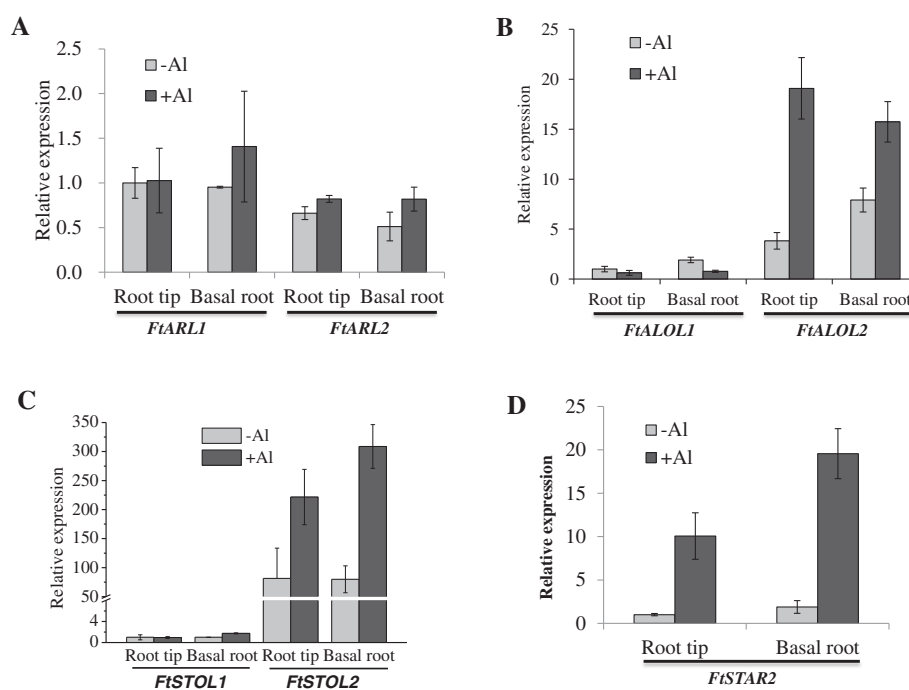 A
Relative expression
2.5
2.0
1.5
1.0
0.5
0.0
-Al
+Al
Root tip Basal root Root tip Basal root
FtARL1 FtARL2
B
Relative expression
25
20
15
10
5
0
-Al
+Al
Root tip Basal root Root tip Basal root
FtALOL1 FtALOL2
C
Relative expression
350
300
250
200
150
100
50
4
2
0
-Al
+Al
Root tip Basal root Root tip Basal root
FtSTOL1 FtSTOL2
D
Relative expression
25
20
15
10
5
0
-Al
+Al
Root tip Basal root
FtSTAR2